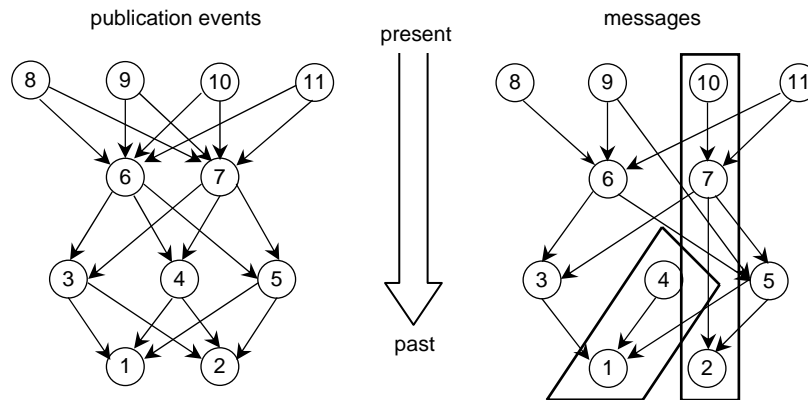 publication events
present
messages
8 9 10 11
8 9 10 11
6 7
6 7
3 4 5
3 4 5
past
1 2
1 2